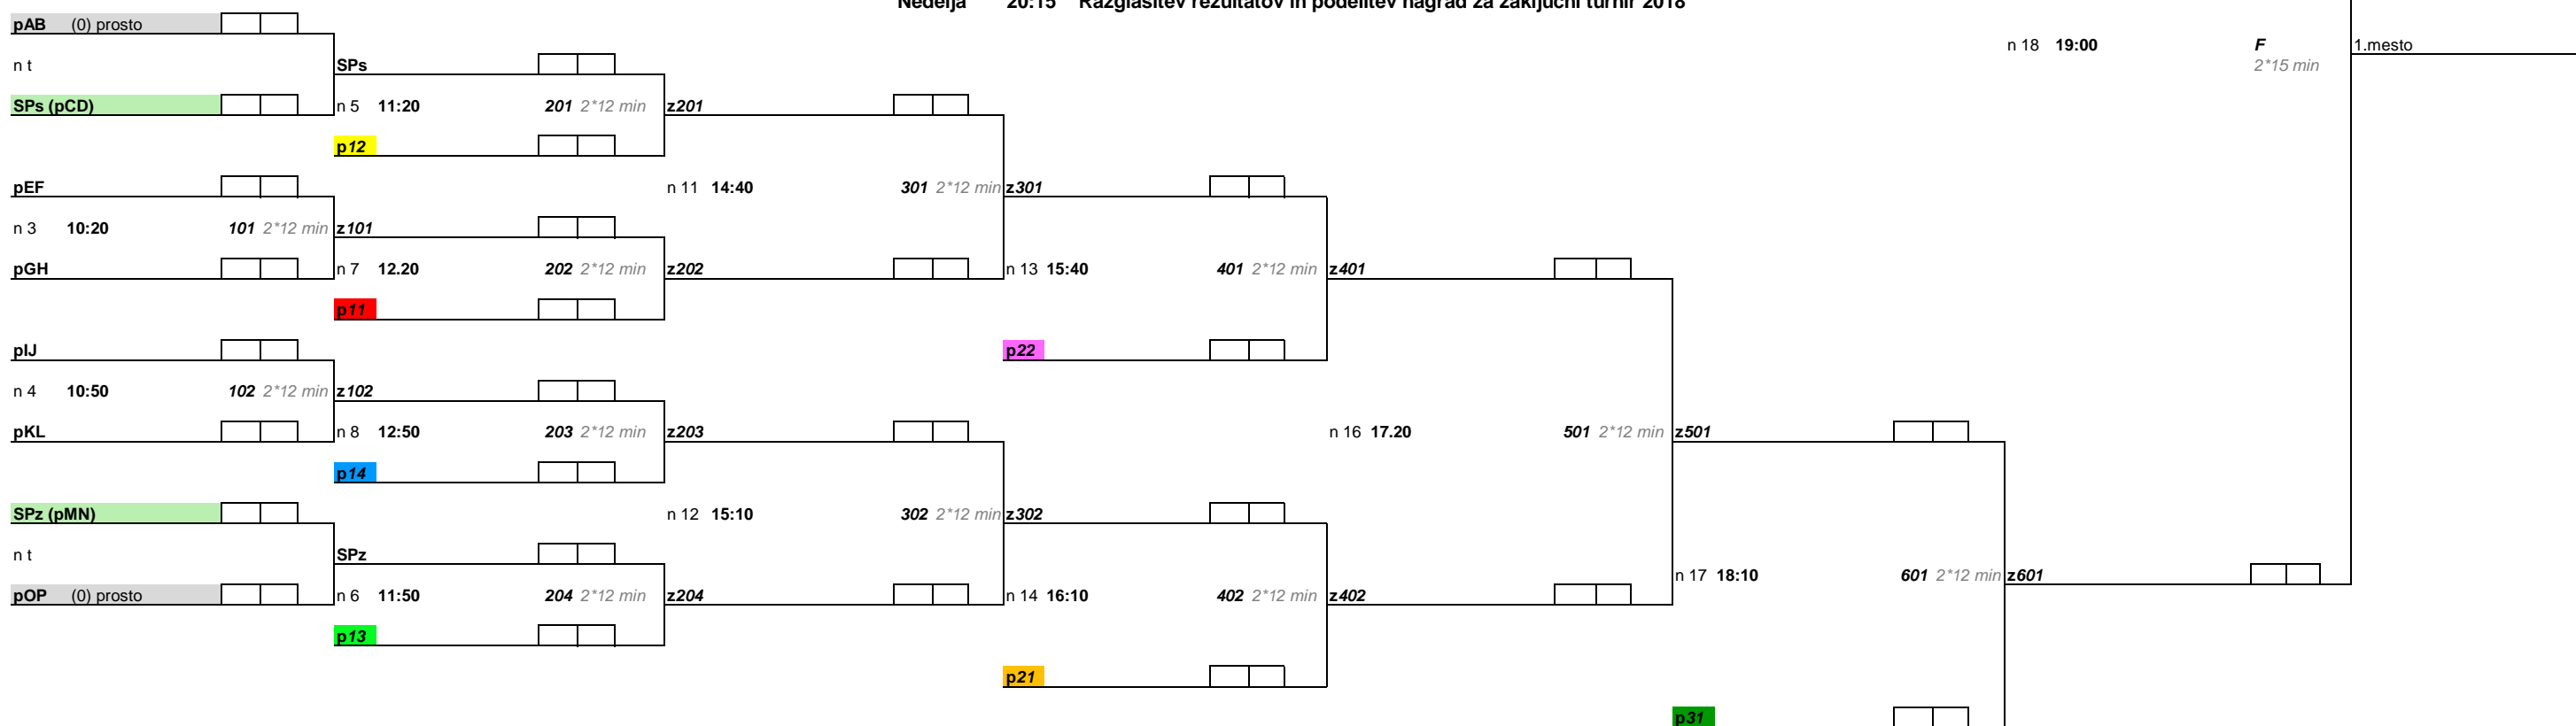 Nedelja 20:15 Razglasitev rezultatov in podelitev nagrad za zaključni turnir 2018
pAB (0) prosto
n 18 19:00 F 1.mesto
n t SPs 2*15 min
SPs (pCD) n 5 11:20 201 2*12 min z201
p12
pEF n 11 14:40 301 2*12 min z301
n 3 10:20 101 2*12 min z101
pGH n 7 12.20 202 2*12 min z202 n 13 15:40 401 2*12 min z401
p11
pIJ p22
n 4 10:50 102 2*12 min z102
pKL n 8 12:50 203 2*12 min z203 n 16 17.20 501 2*12 min z501
p14
SPz (pMN) n 12 15:10 302 2*12 min z302
n t SPz
n 17 18:10 601 2*12 min z601
pOP (0) prosto n 6 11:50 204 2*12 min z204 n 14 16:10 402 2*12 min z402
p13
p21
p31